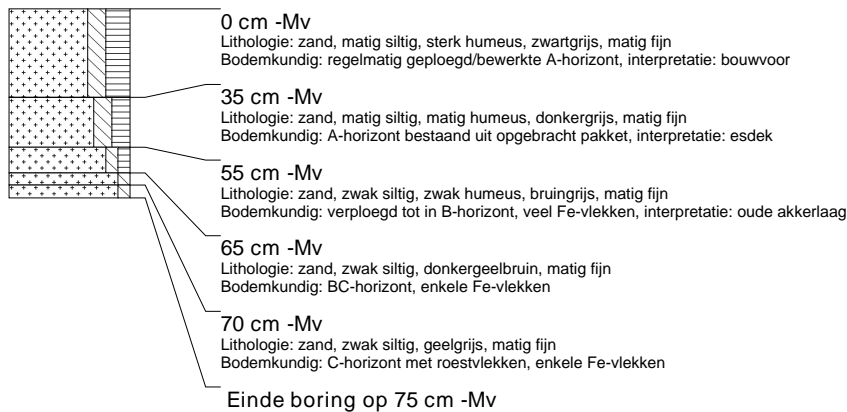 0 cm -Mv
Lithologie: zand, matig siltig, sterk humeus, zwartgrijs, matig fijn
Bodemkundig: regelmatig geploegd/bewerkte A-horizont, interpretatie: bouwvoor
35 cm -Mv
Lithologie: zand, matig siltig, matig humeus, donkergrijs, matig fijn
Bodemkundig: A-horizont bestaand uit opgebracht pakket, interpretatie: esdek
55 cm -Mv
Lithologie: zand, zwak siltig, zwak humeus, bruingrijs, matig fijn
Bodemkundig: verploegd tot in B-horizont, veel Fe-vlekken, interpretatie: oude akkerlaag
65 cm -Mv
Lithologie: zand, zwak siltig, donkergeelbruin, matig fijn
Bodemkundig: BC-horizont, enkele Fe-vlekken
70 cm -Mv
Lithologie: zand, zwak siltig, geelgrijs, matig fijn
Bodemkundig: C-horizont met roestvlekken, enkele Fe-vlekken
Einde boring op 75 cm -Mv